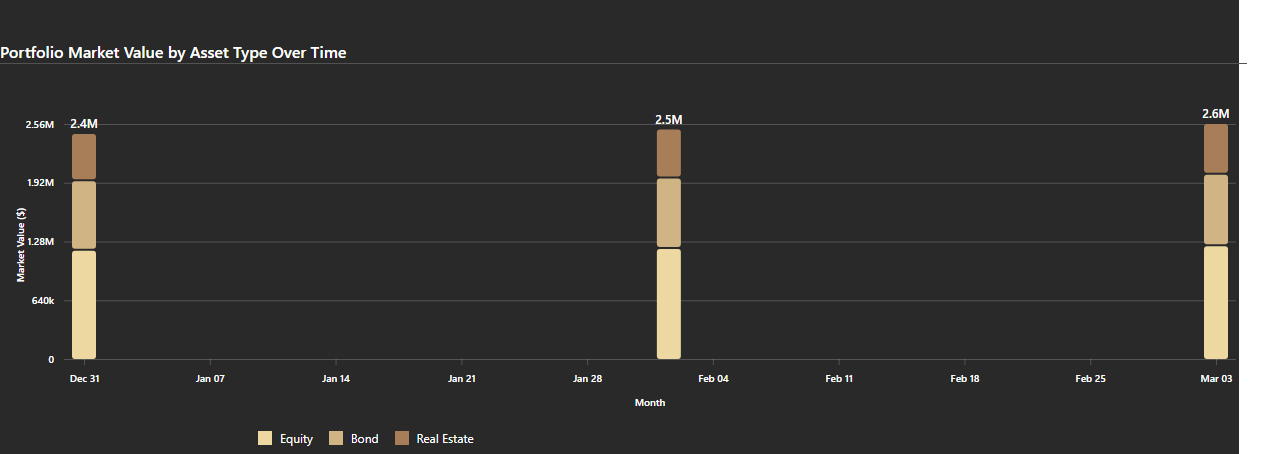 Portfolio Market Value by Asset Type Over Time
2.4M
2.5M
2.6M
2.56M
1.92M
1.28M
640k
0
Market Value ($)
Dec 31 Jan 07 Jan 14 Jan 21 Jan 28 Feb 04 Feb 11 Feb 18 Feb 25 Mar 03
Month
Equity Bond Real Estate